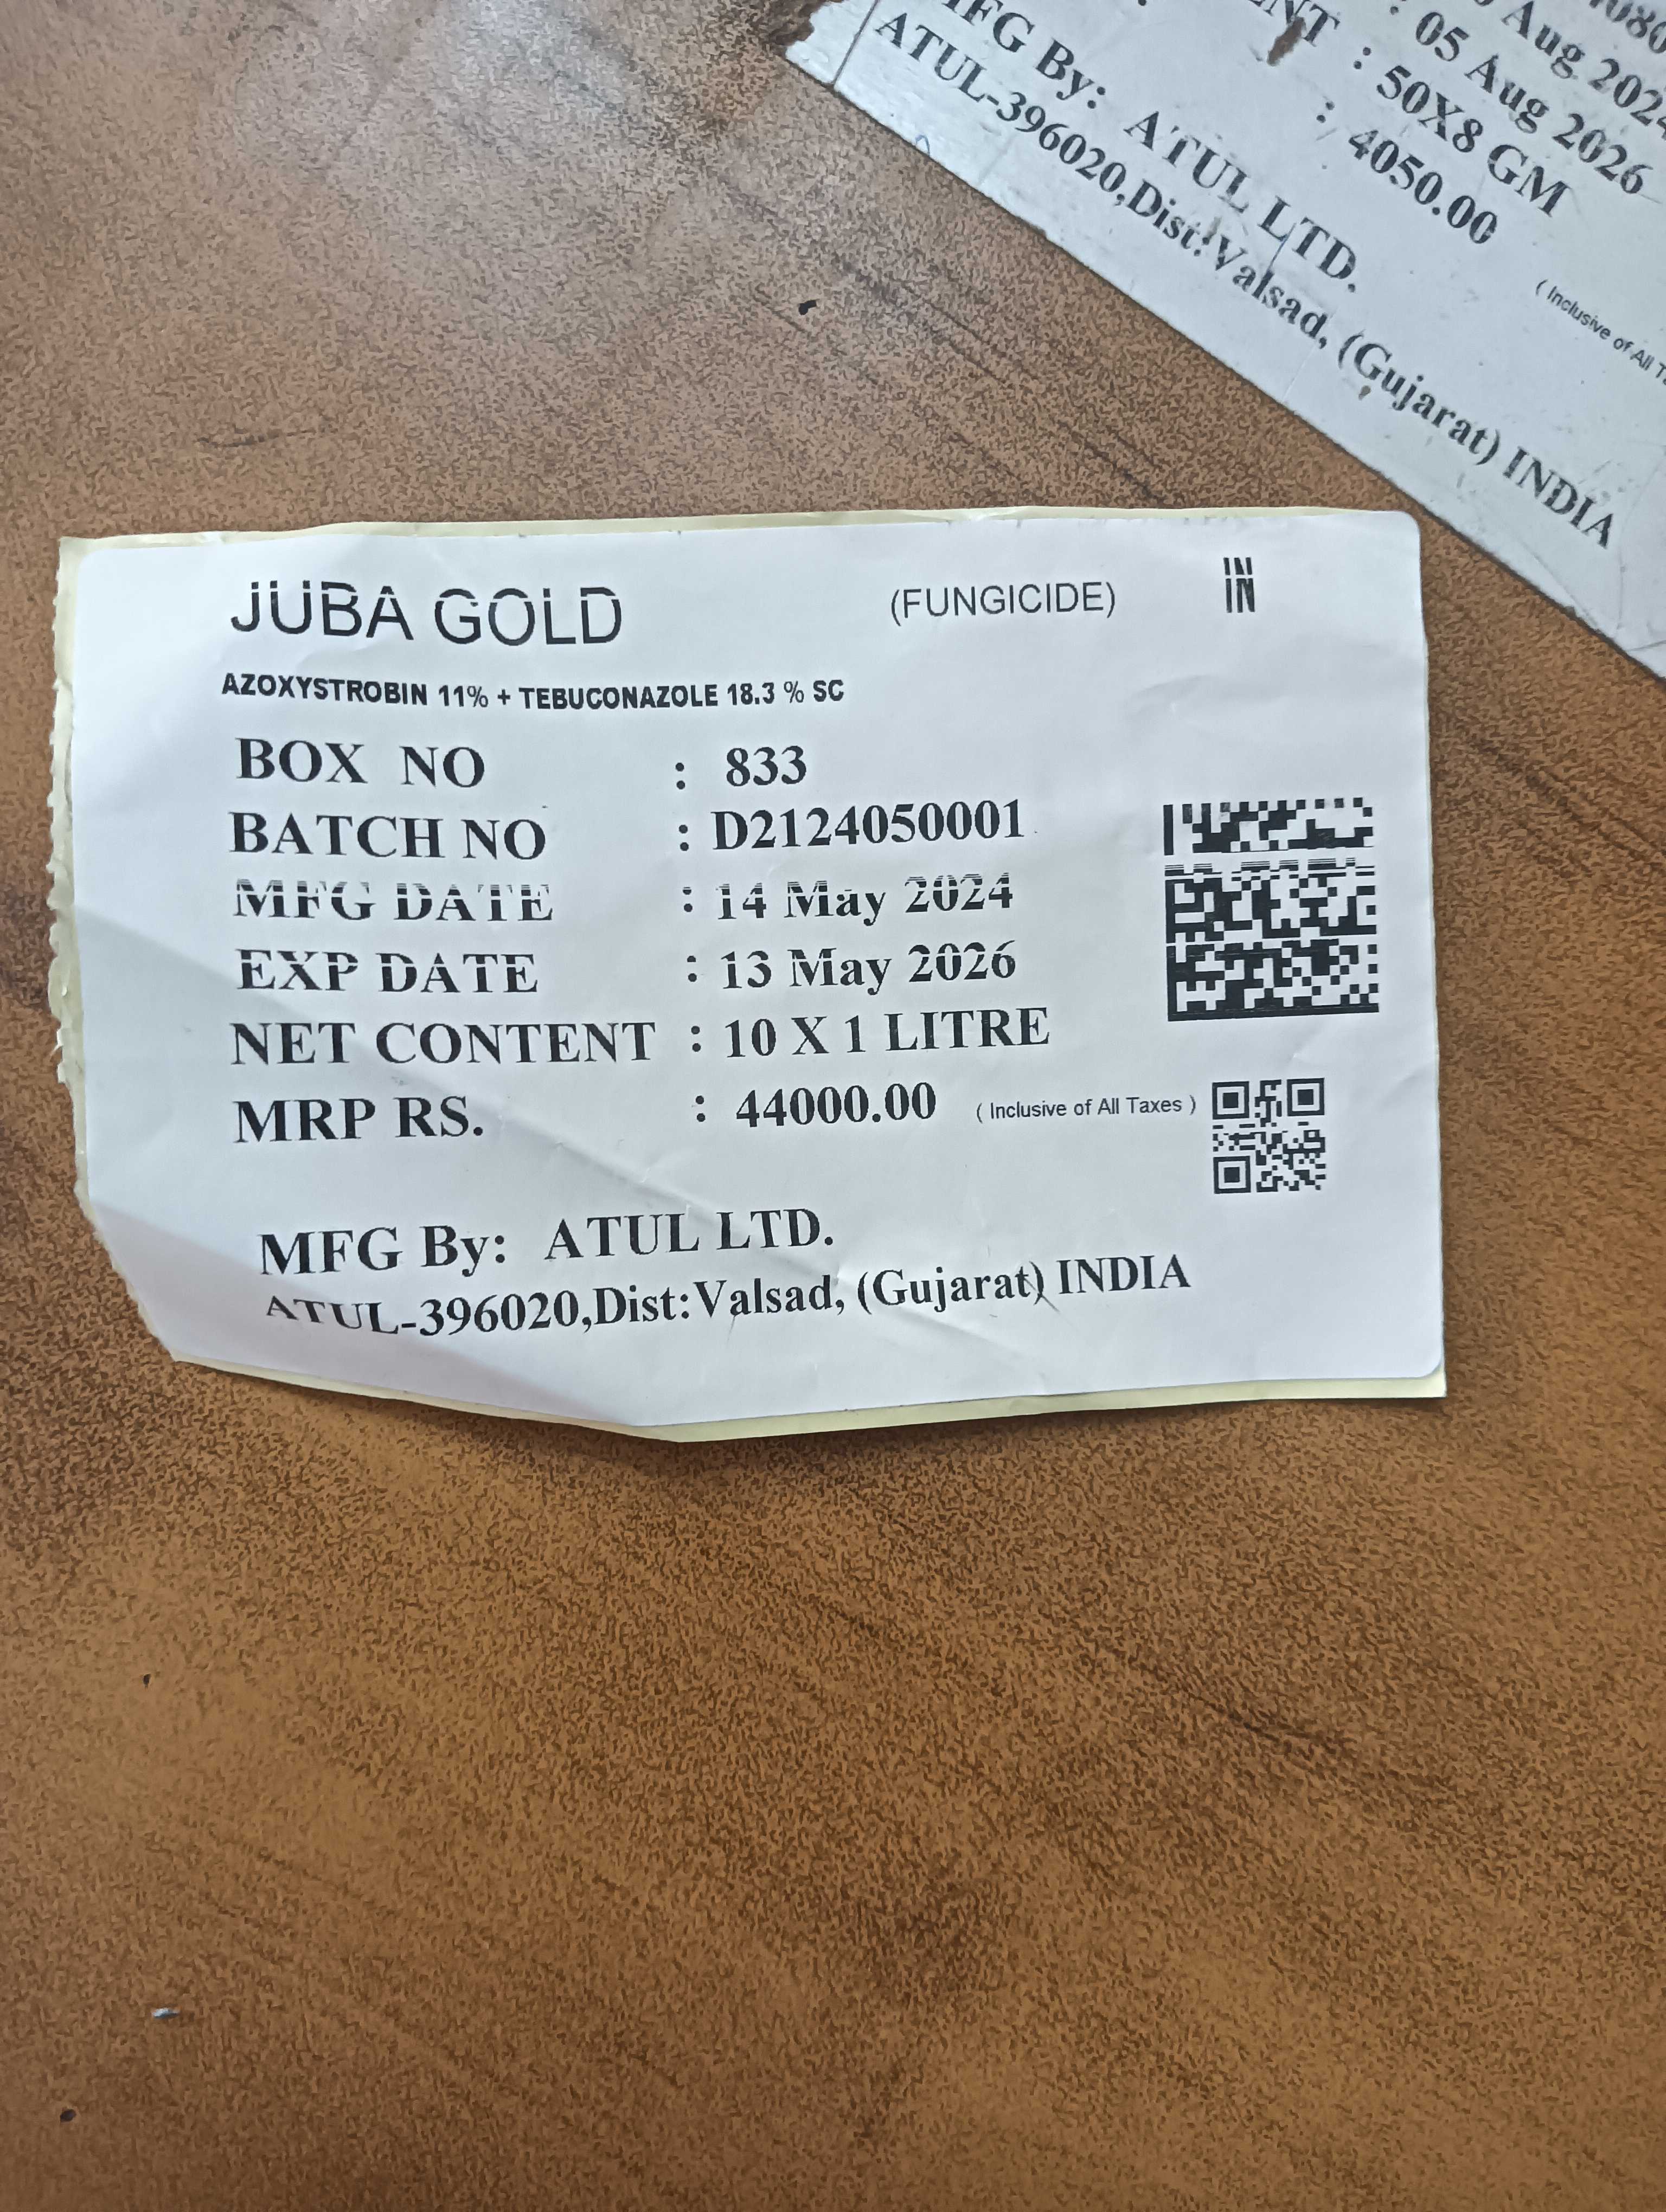 Aug 2024
: 05 Aug 2026
: 50X8 GM
: 4050.00
( Inclusive of All
By: ATUL LTD.
ATUL-396020,Dist:Valsad, (Gujarat) INDIA
JUBA GOLD (FUNGICIDE) IN
AZOXYSTROBIN 11% + TEBUCONAZOLE 18.3 % SC
BOX NO : 833
BATCH NO : D2124050001
MFG DATE : 14 May 2024
EXP DATE : 13 May 2026
NET CONTENT : 10 X 1 LITRE
MRP RS. : 44000.00 ( Inclusive of All Taxes )
MFG By: ATUL LTD.
ATUL-396020,Dist:Valsad, (Gujarat) INDIA